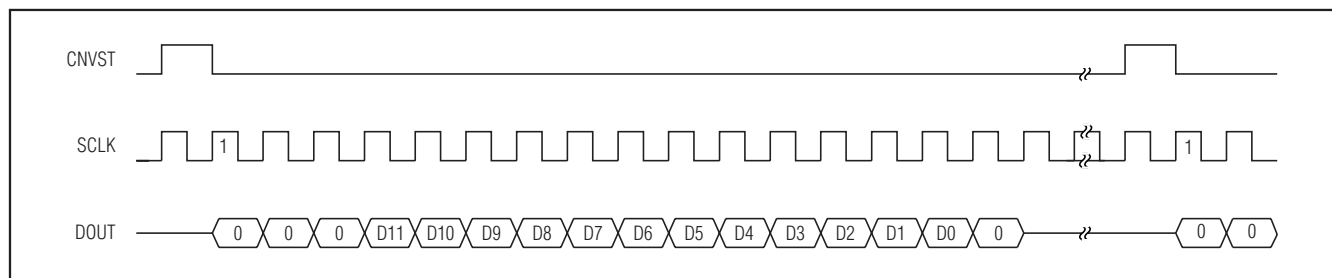 CNVST
SCLK 1 1
DOUT 0 0 0 D11 D10 D9 D8 D7 D6 D5 D4 D3 D2 D1 D0 0 0 0